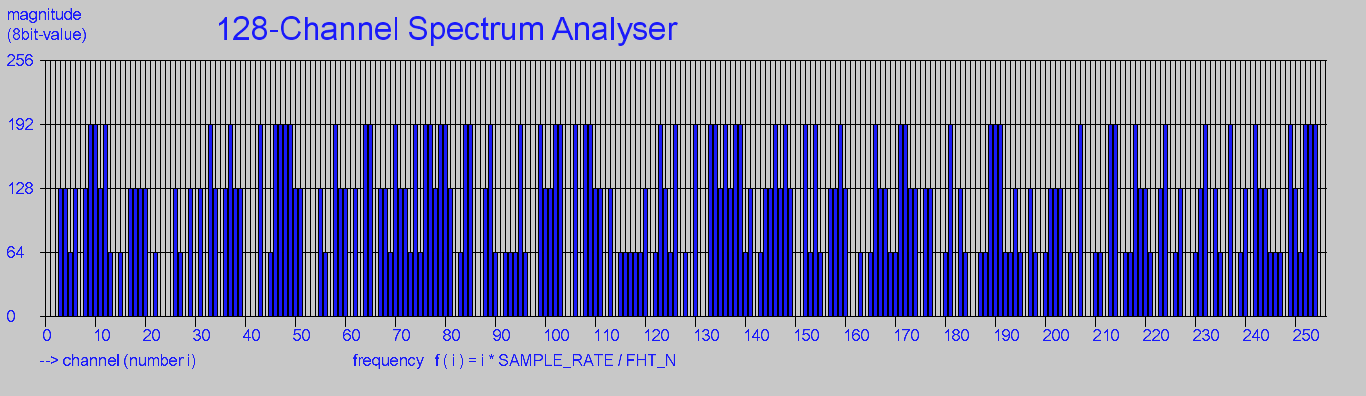 magnitude
(8bit-value)
128-Channel Spectrum Analyser
256
192
128
64
0
0 10 20 30 40 50 60 70 80 90 100 110 120 130 140 150 160 170 180 190 200 210 220 230 240 250
--> channel (number i)
frequency f ( i ) = i * SAMPLE_RATE / FHT_N